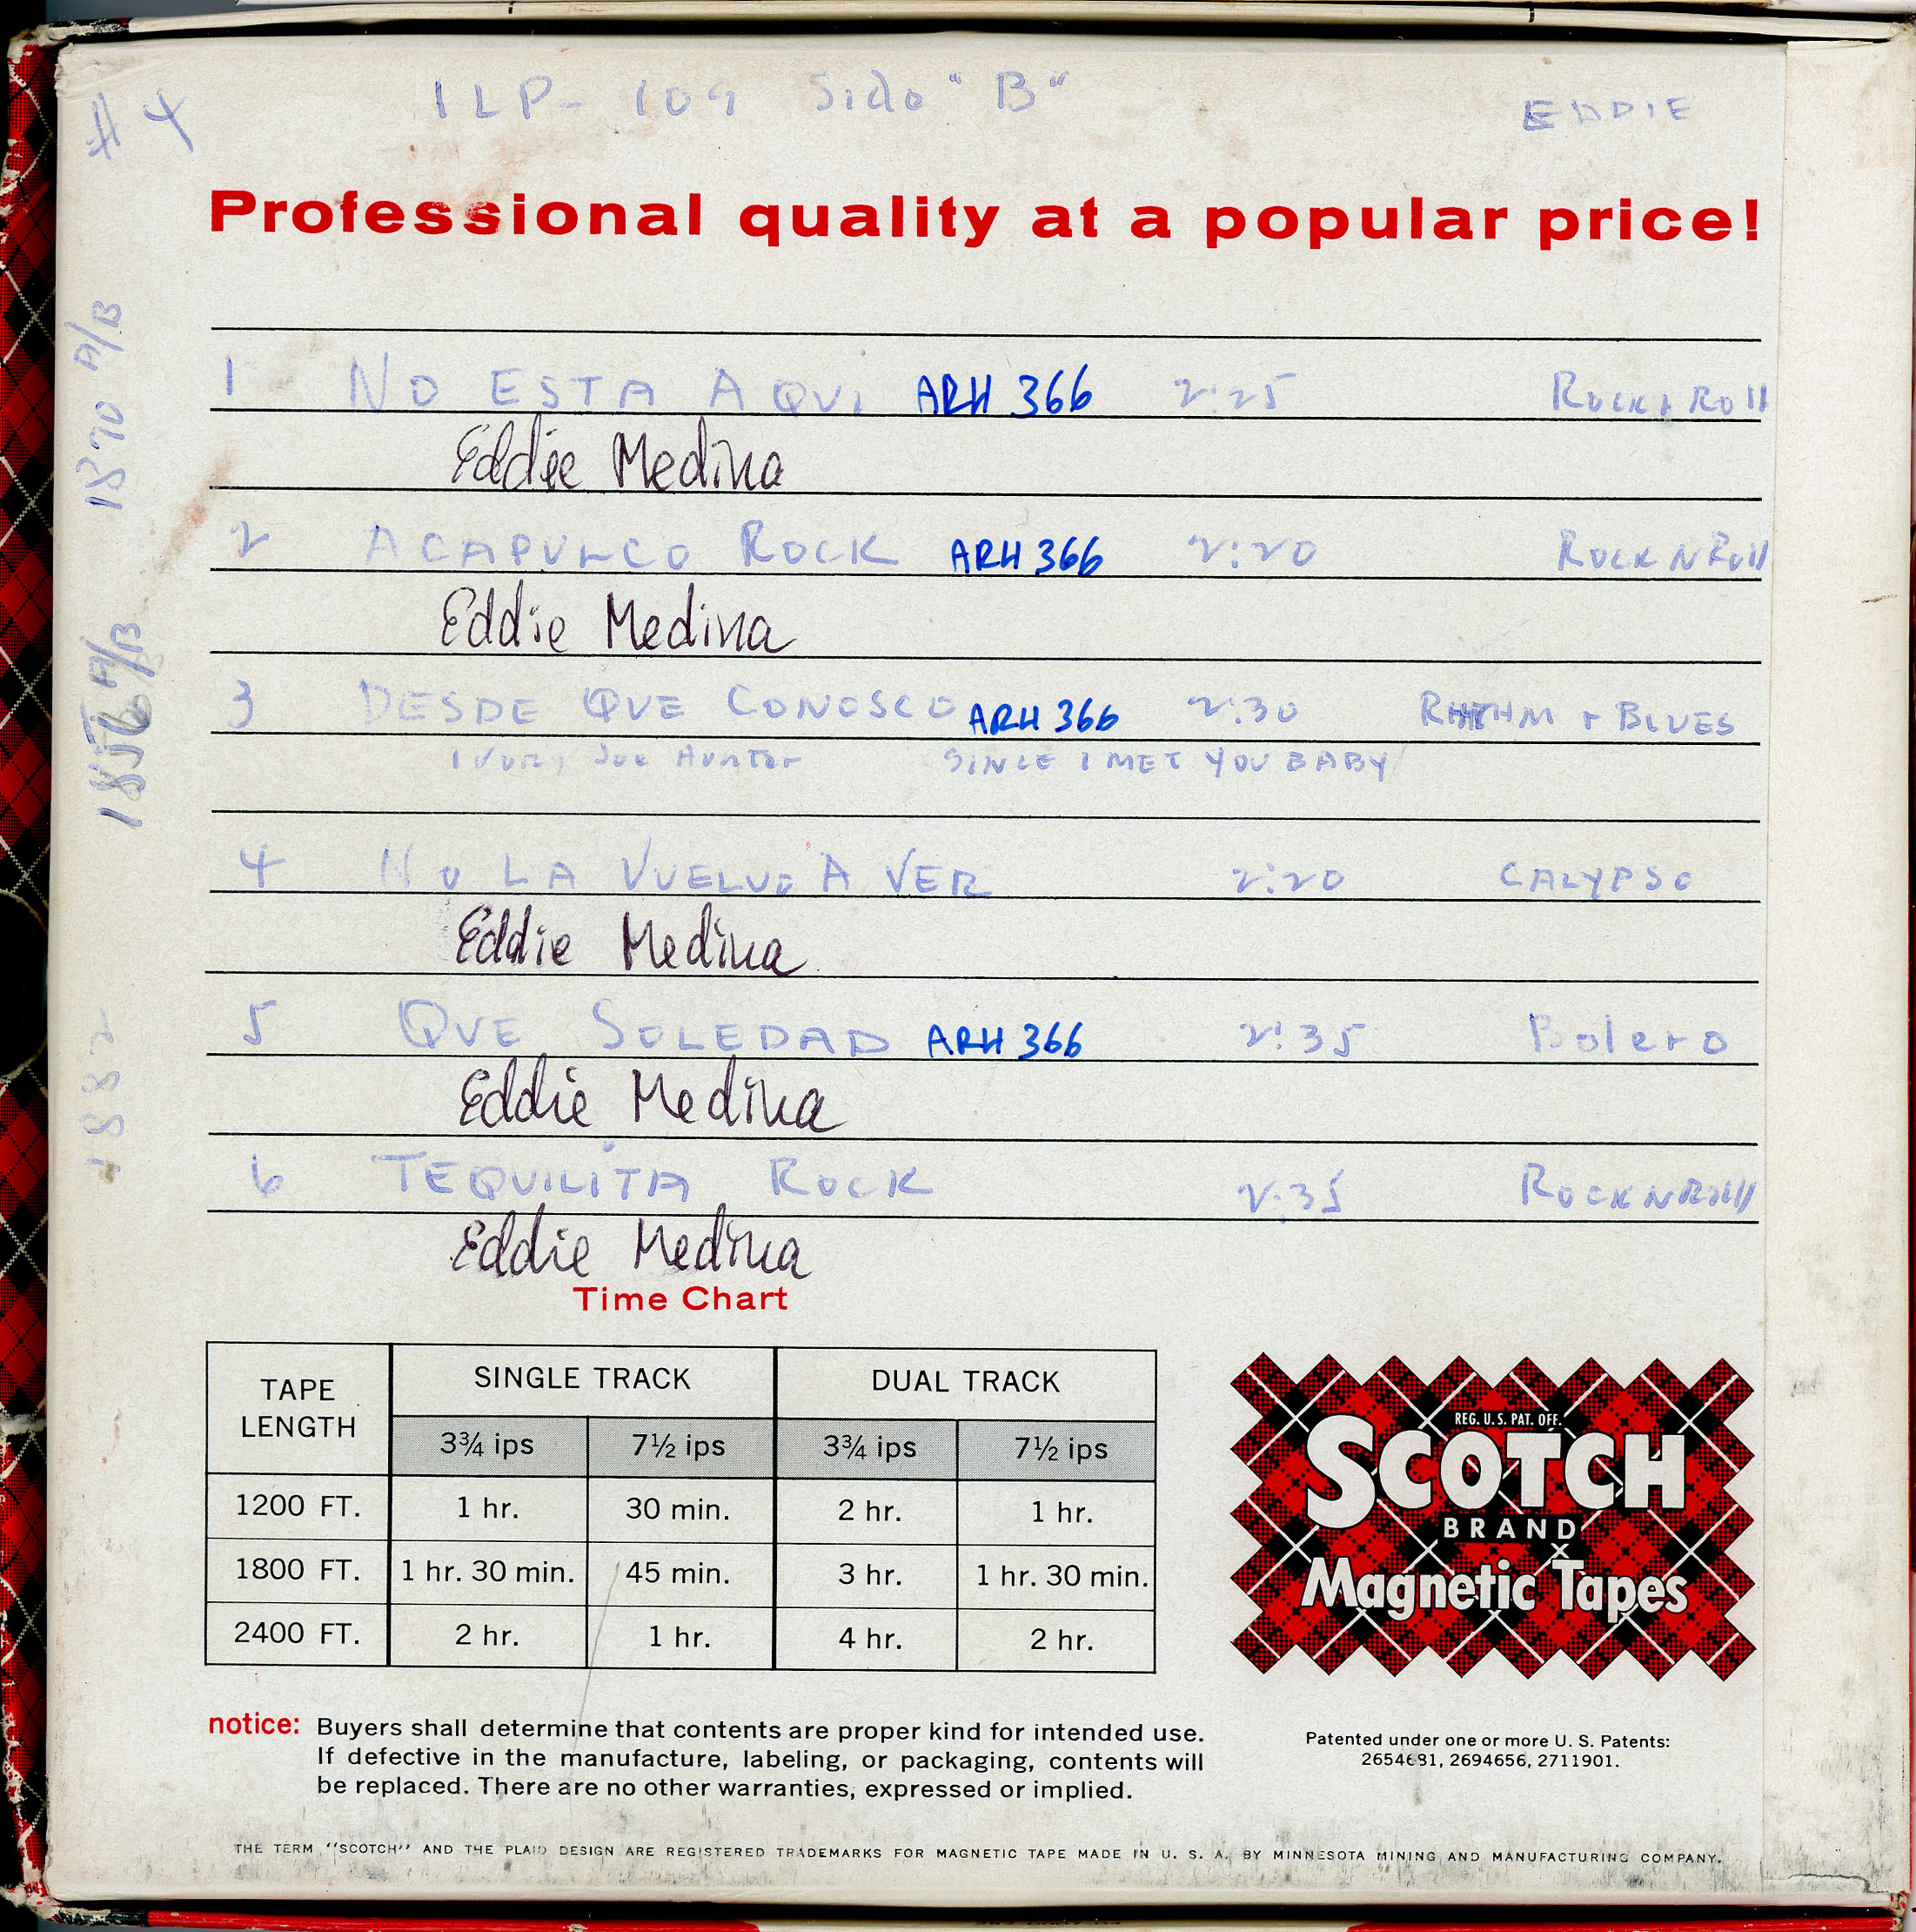 # 4 1LP- 109 Side "B" EDDIE
Professional quality at a popular price!
1 NO ESTA AQUi ARH 366 2:25 ROCK + Roll
Eddie Medina
2 ACAPULCO ROCK ARH 366 2:20 ROCK N Roll
Eddie Medina
3 DESDE QUE CONOSCO ARH 366 2:30 RHYTHM + BLUES
IVory Joe HunTer SINCE I MET YOU BABY
4 No LA VUELVO A VER 2:20 CALYPSO
Eddie Medina
5 QUE SOLEDAD ARH 366 2:35 Bolero
Eddie Medina
6 TEQUILITA ROCK 2:35 ROCK N Roll
Eddie Medina
1870 A/B
A/B
1882
Time Chart
TAPE LENGTH SINGLE TRACK DUAL TRACK
3¾ ips 7½ ips 3¾ ips 7½ ips
1200 FT. 1 hr. 30 min. 2 hr. 1 hr.
1800 FT. 1 hr. 30 min. 45 min. 3 hr. 1 hr. 30 min.
2400 FT. 2 hr. 1 hr. 4 hr. 2 hr.
REG. U.S. PAT. OFF.
SCOTCH
BRAND
Magnetic Tapes
notice: Buyers shall determine that contents are proper kind for intended use.
If defective in the manufacture, labeling, or packaging, contents will
be replaced. There are no other warranties, expressed or implied.
Patented under one or more U. S. Patents:
2654681, 2694656, 2711901.
THE TERM "SCOTCH" AND THE PLAID DESIGN ARE REGISTERED TRADEMARKS FOR MAGNETIC TAPE MADE IN U. S. A. BY MINNESOTA MINING AND MANUFACTURING COMPANY.